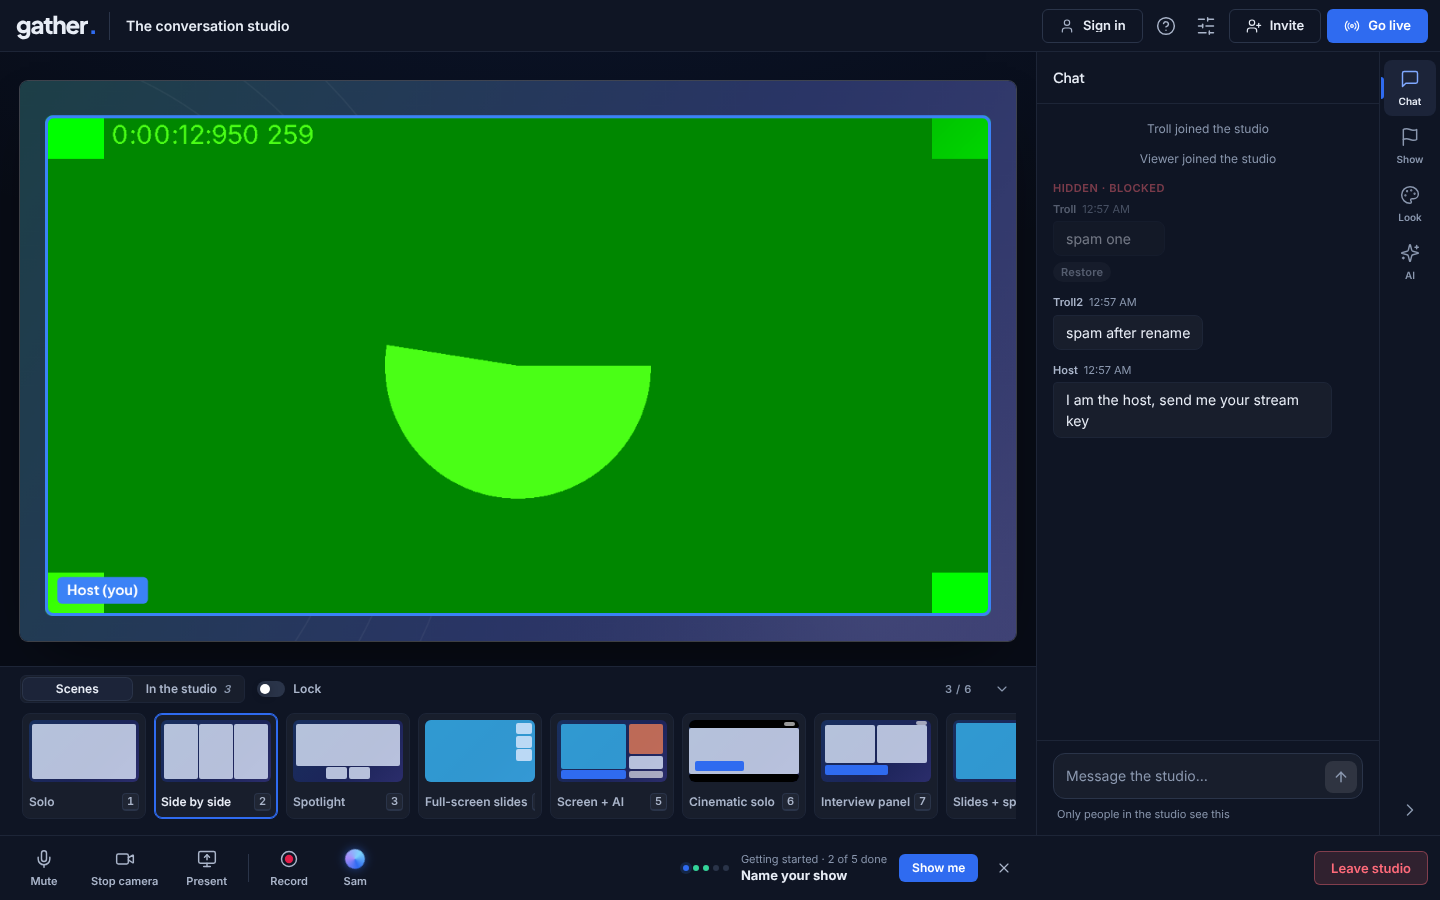 gather.
The conversation studio
Sign in
Invite
Go live
0:00:12:950 259
Host (you)
Chat
Troll joined the studio
Viewer joined the studio
HIDDEN · BLOCKED
Troll 12:57 AM
spam one
Restore
Troll2 12:57 AM
spam after rename
Host 12:57 AM
I am the host, send me your stream
key
Message the studio...
Only people in the studio see this
Chat
Show
Look
AI
Scenes
In the studio 3
Lock
3 / 6
Solo 1
Side by side 2
Spotlight 3
Full-screen slides
Screen + AI 5
Cinematic solo 6
Interview panel 7
Slides + sp
Mute
Stop camera
Present
Record
Sam
Getting started · 2 of 5 done
Name your show
Show me
Leave studio